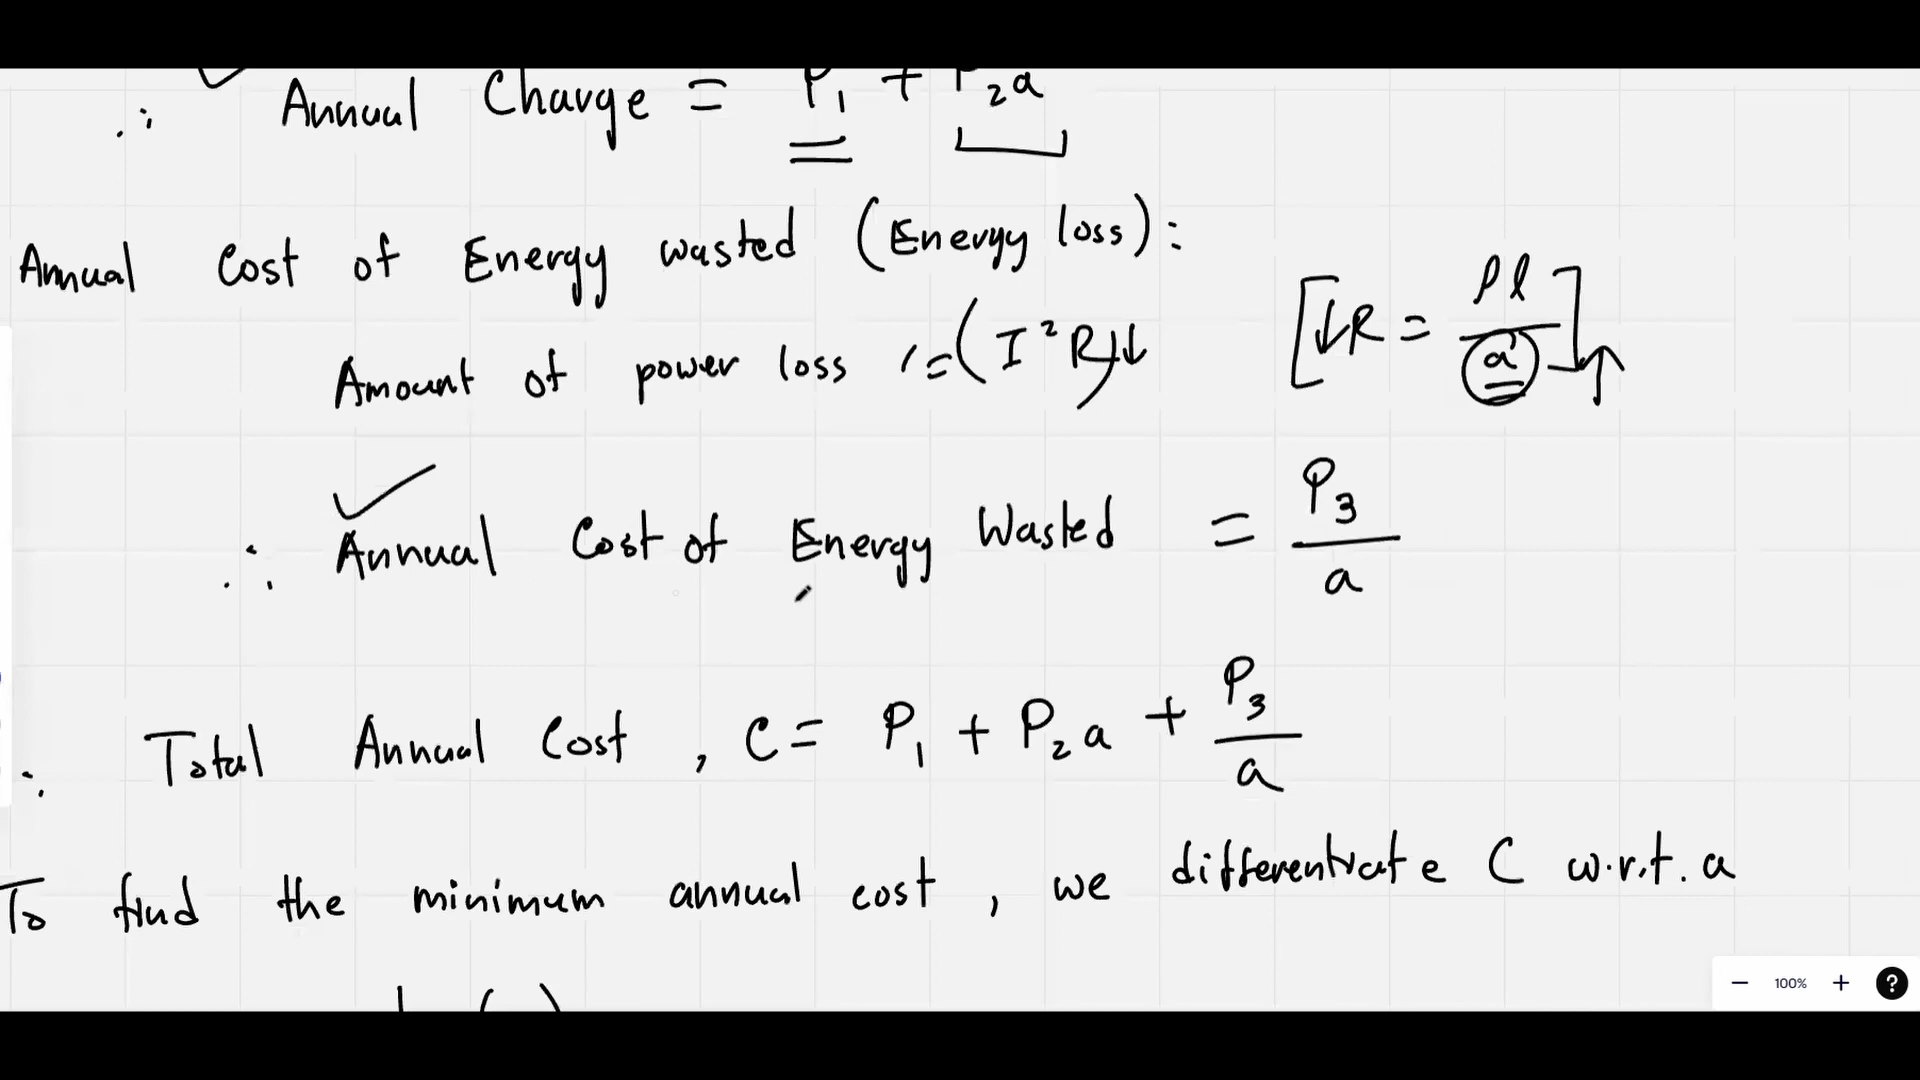 ∴ Annual Charge = P₁ + P₂a
Annual Cost of Energy wasted (Energy loss):
Amount of power loss = (I²R)↓ [↓R = ρl/a]↑
∴ Annual Cost of Energy Wasted = P₃/a
∴ Total Annual Cost, C = P₁ + P₂a + P₃/a
To find the minimum annual cost, we differentiate C w.r.t. a
− 100% + ?